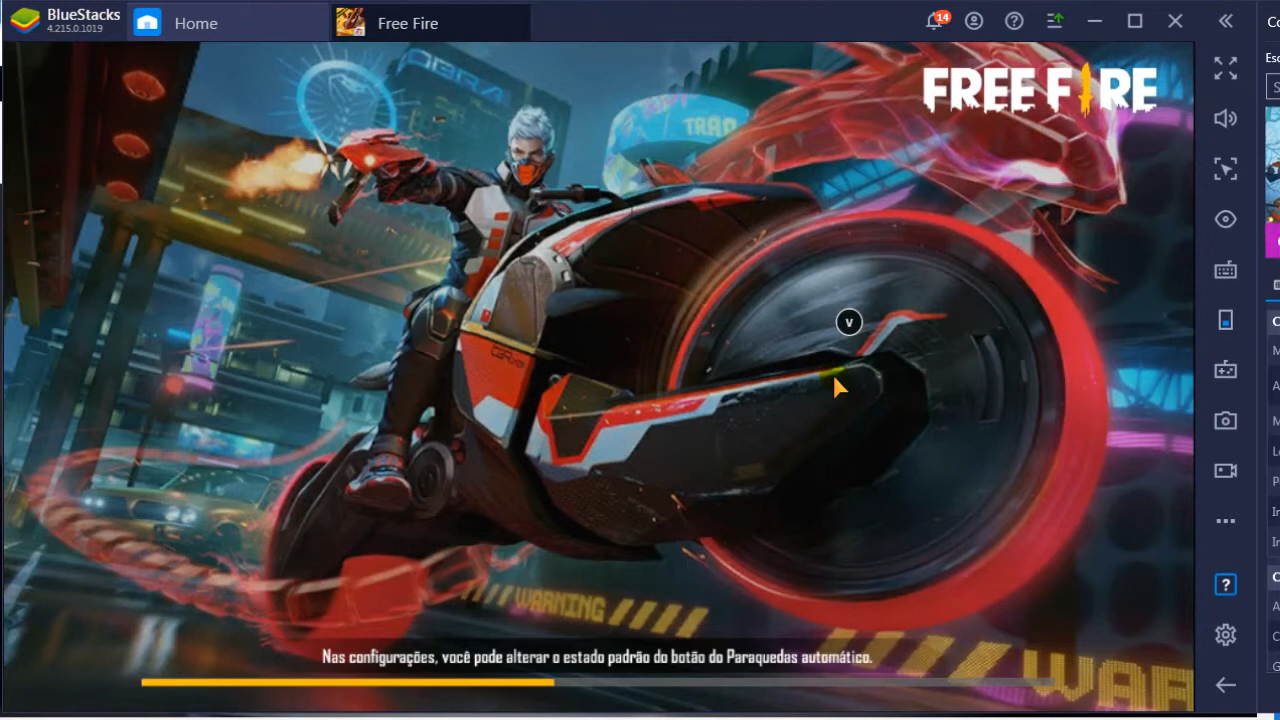 BlueStacks
4.215.0.1019
Home
Free Fire
14
FREE FIRE
TRAP
V
WARNING
Nas configurações, você pode alterar o estado padrão do botão do Paraquedas automático.